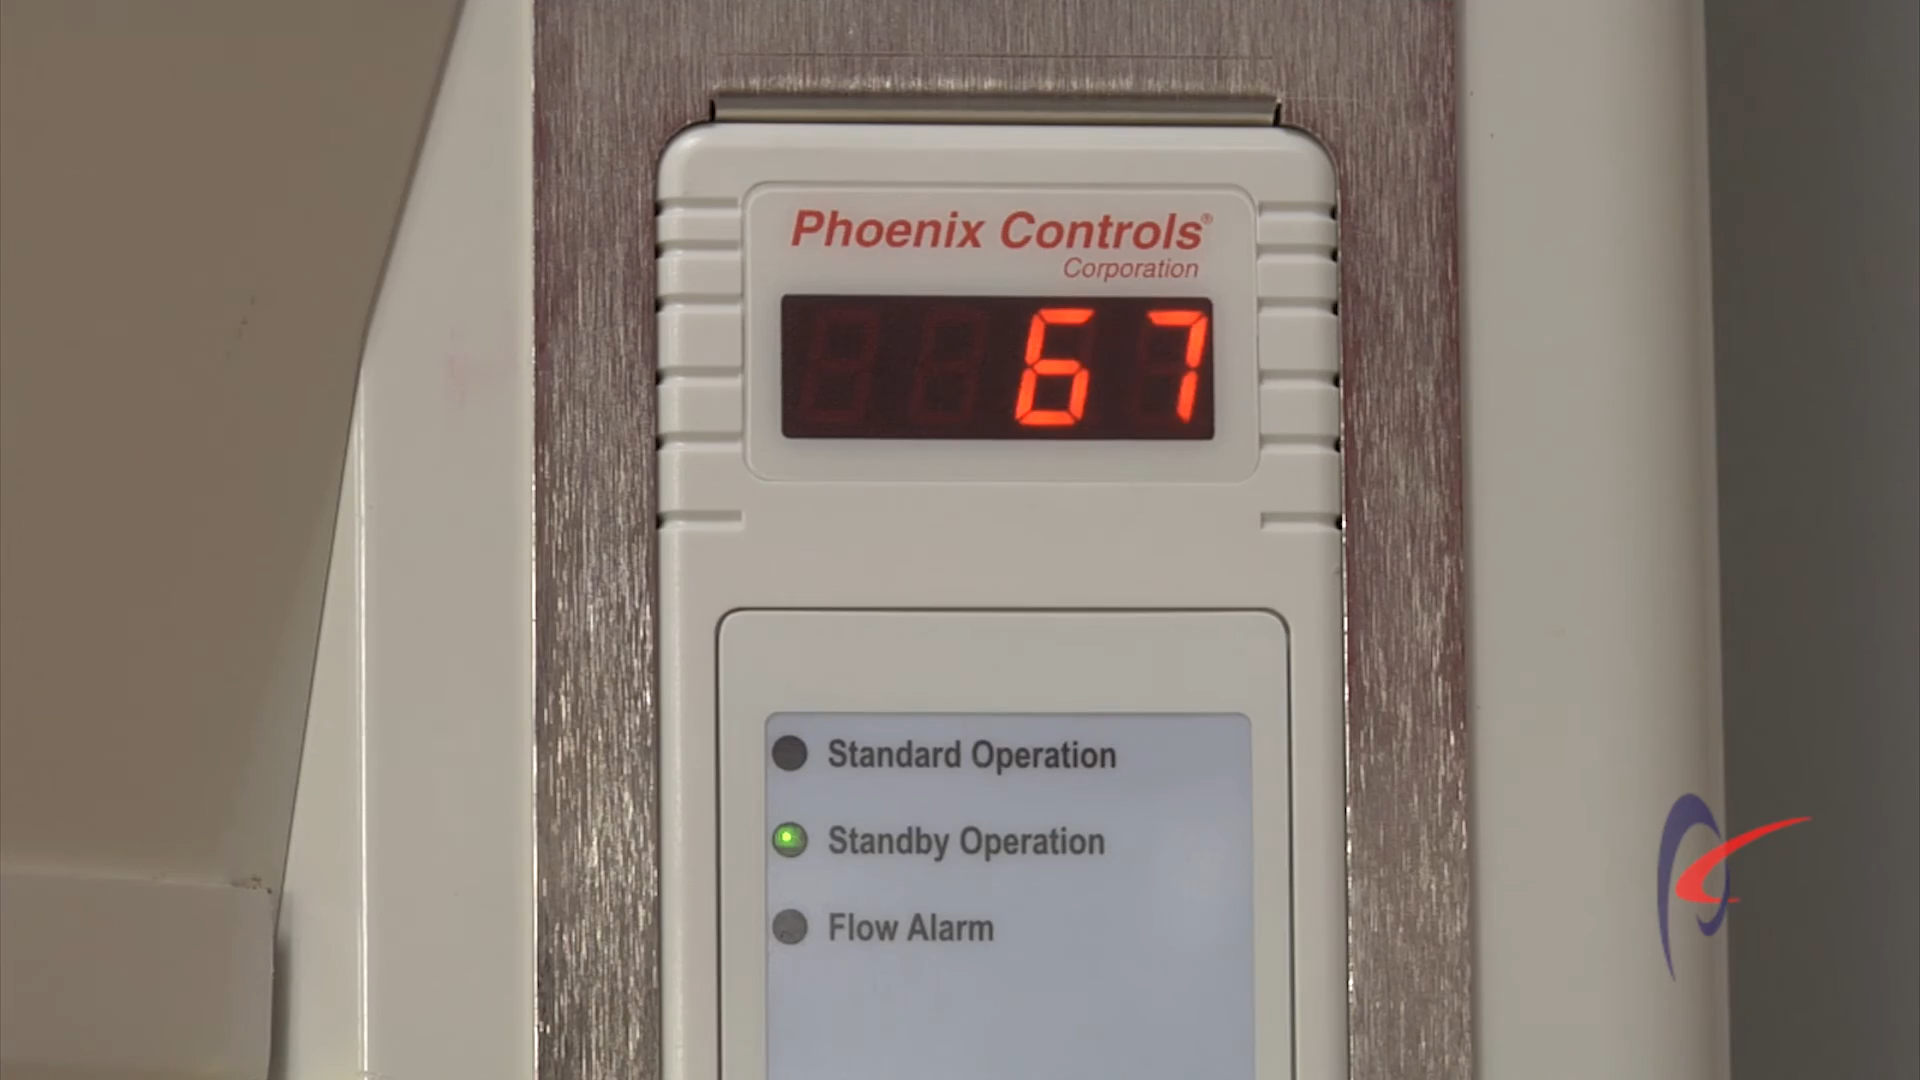 Phoenix Controls®
Corporation
67
Standard Operation
Standby Operation
Flow Alarm